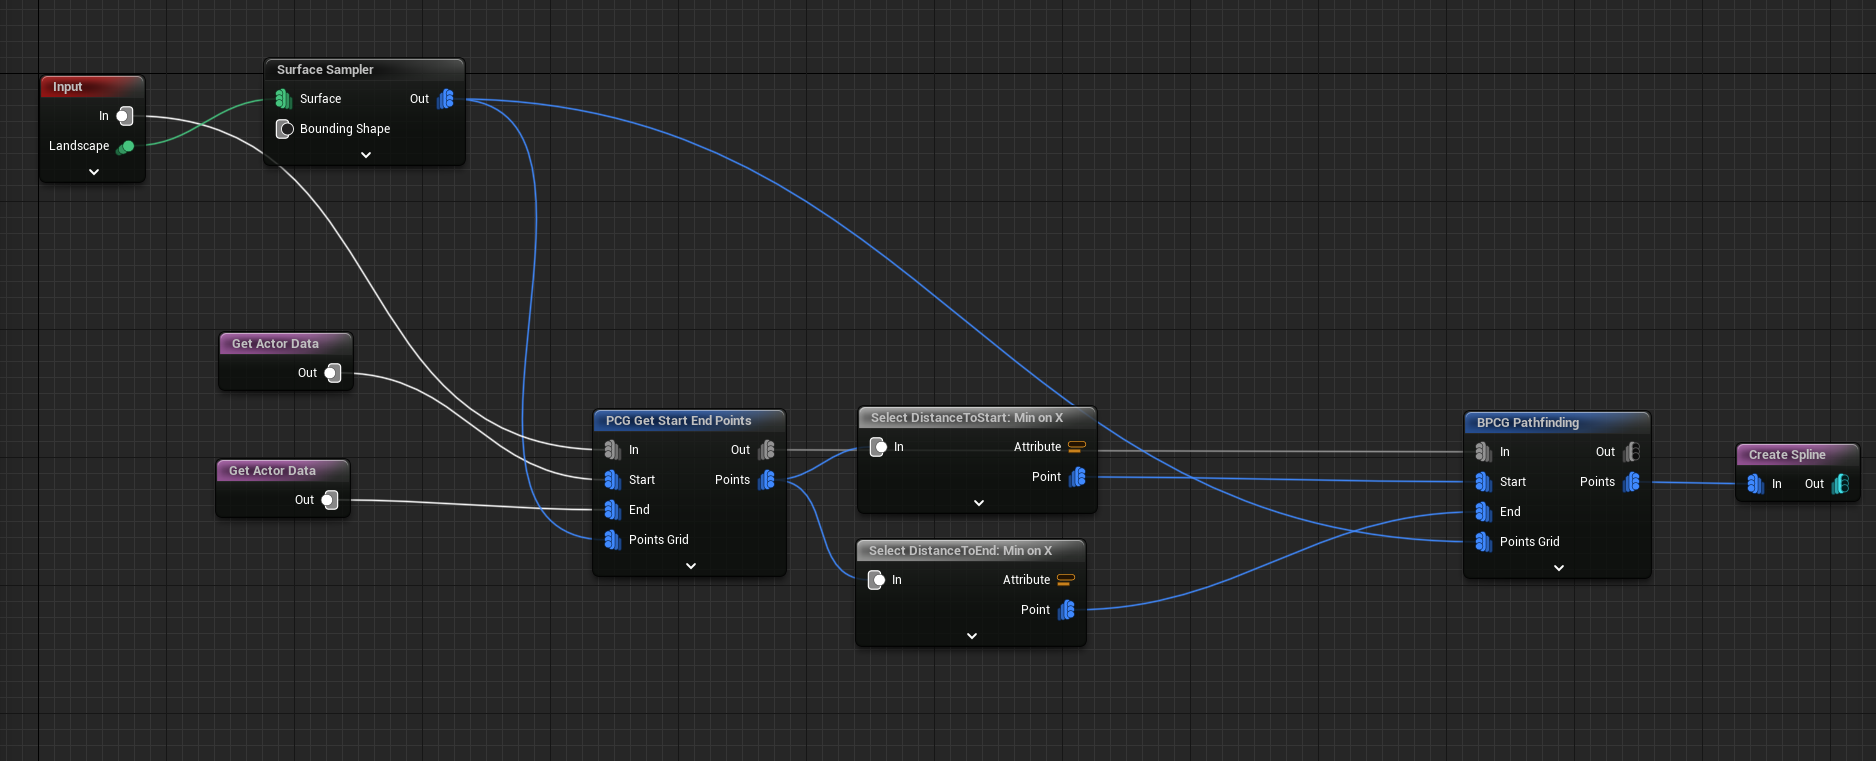 Input
In
Landscape
Surface Sampler
Surface
Out
Bounding Shape
Get Actor Data
Out
Get Actor Data
Out
PCG Get Start End Points
In
Out
Start
Points
End
Points Grid
Select DistanceToStart: Min on X
In
Attribute
Point
Select DistanceToEnd: Min on X
In
Attribute
Point
BPCG Pathfinding
In
Out
Start
Points
End
Points Grid
Create Spline
In
Out